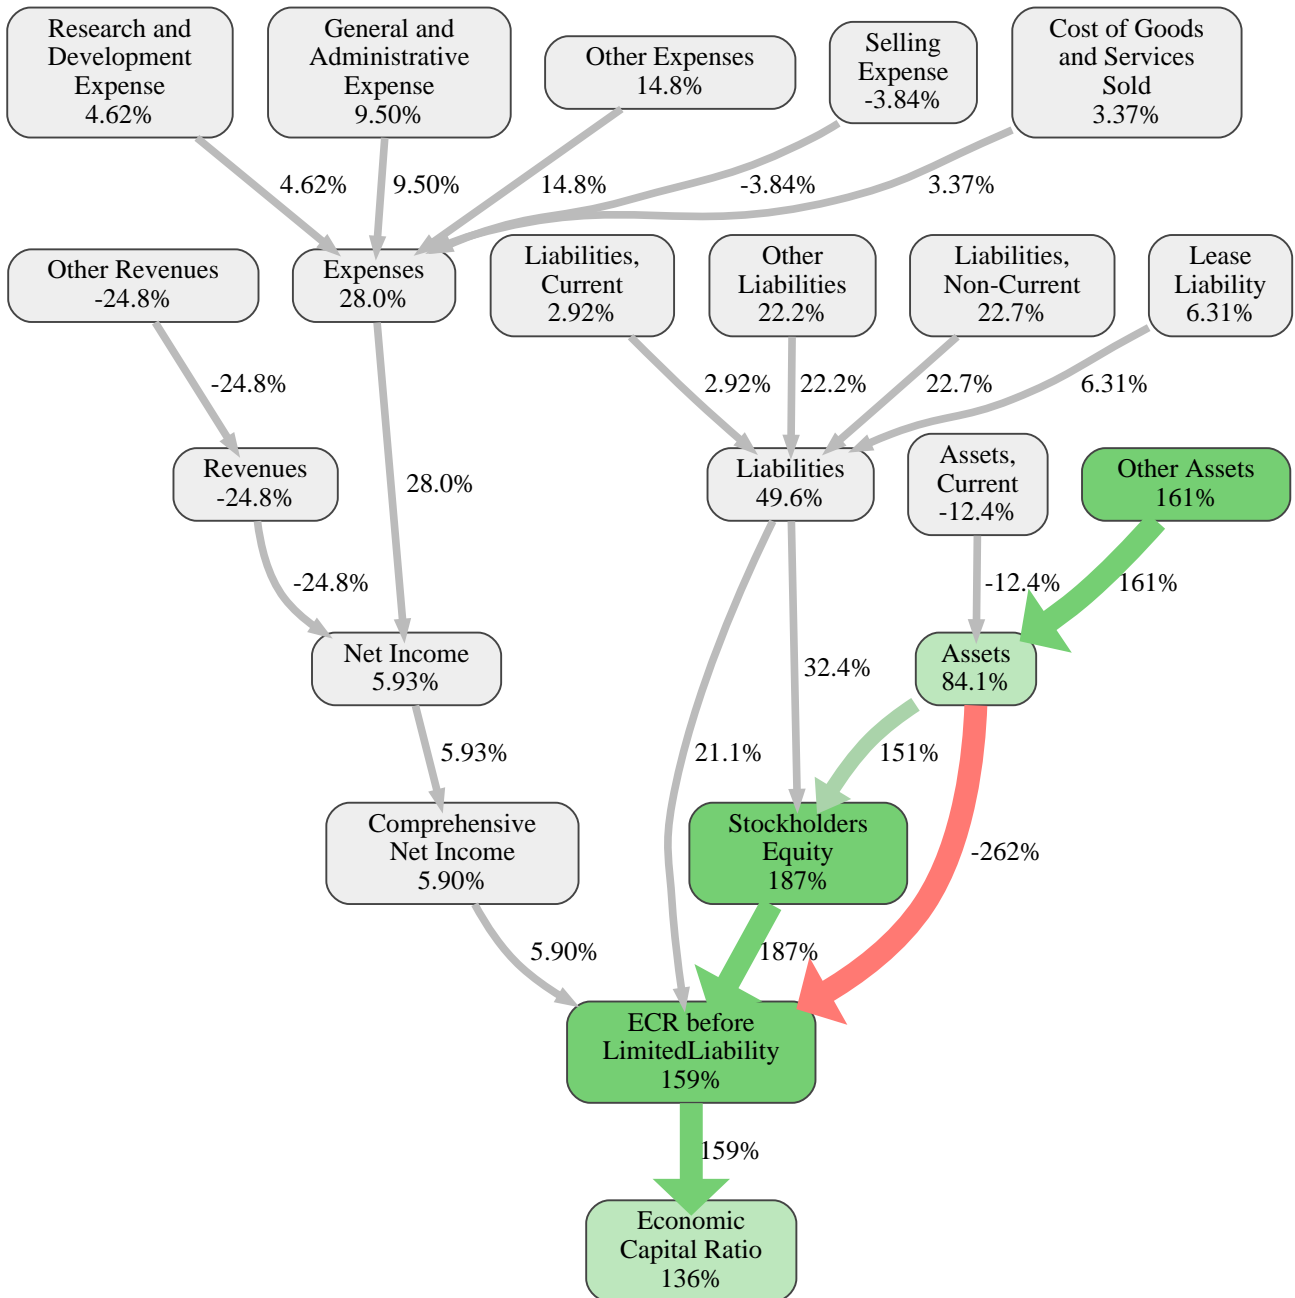 Research and
Development
Expense
4.62%
General and
Administrative
Expense
9.50%
Other Expenses
14.8%
Selling
Expense
-3.84%
Cost of Goods
and Services
Sold
3.37%
4.62%
9.50%
14.8%
-3.84%
3.37%
Other Revenues
-24.8%
Expenses
28.0%
Liabilities,
Current
2.92%
Other
Liabilities
22.2%
Liabilities,
Non-Current
22.7%
Lease
Liability
6.31%
-24.8%
2.92%
22.2%
22.7%
6.31%
Revenues
-24.8%
28.0%
Liabilities
49.6%
Assets,
Current
-12.4%
Other Assets
161%
-24.8%
-12.4%
161%
Net Income
5.93%
32.4%
Assets
84.1%
5.93%
21.1%
151%
Comprehensive
Net Income
5.90%
Stockholders
Equity
187%
-262%
5.90%
187%
ECR before
LimitedLiability
159%
159%
Economic
Capital Ratio
136%